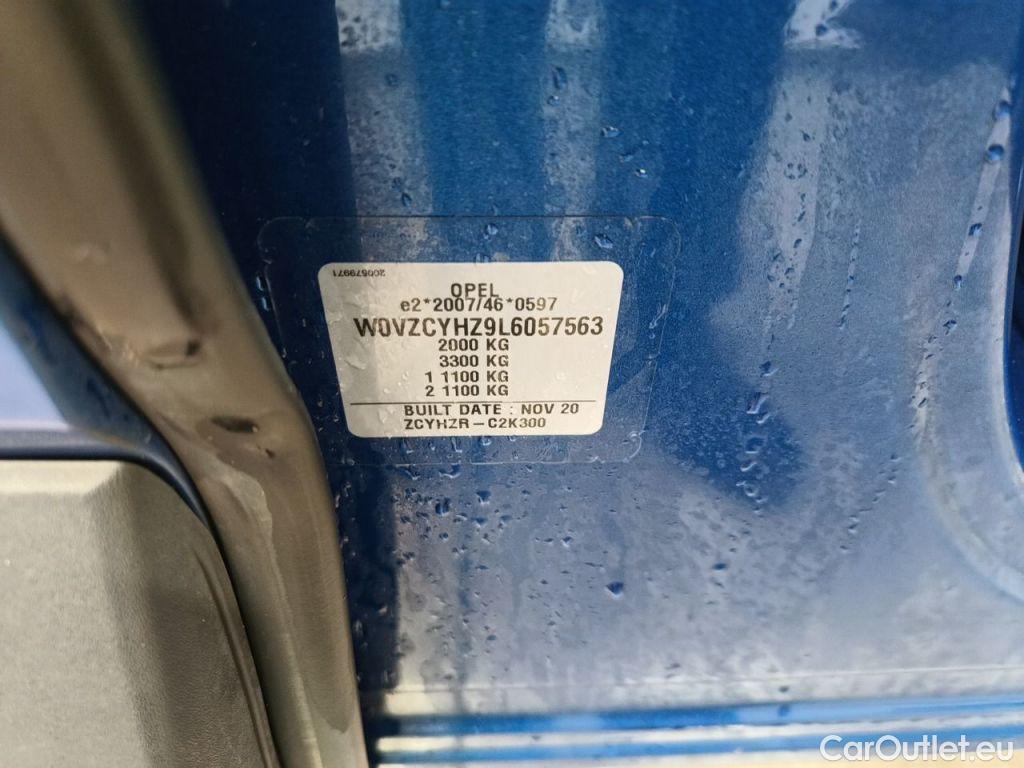 200579971
OPEL
e2*2007/46*0597
W0VZCYHZ9L6057563
2000 KG
3300 KG
1 1100 KG
2 1100 KG
BUILT DATE : NOV 20
ZCYHZR-C2K300
CarOutlet.eu